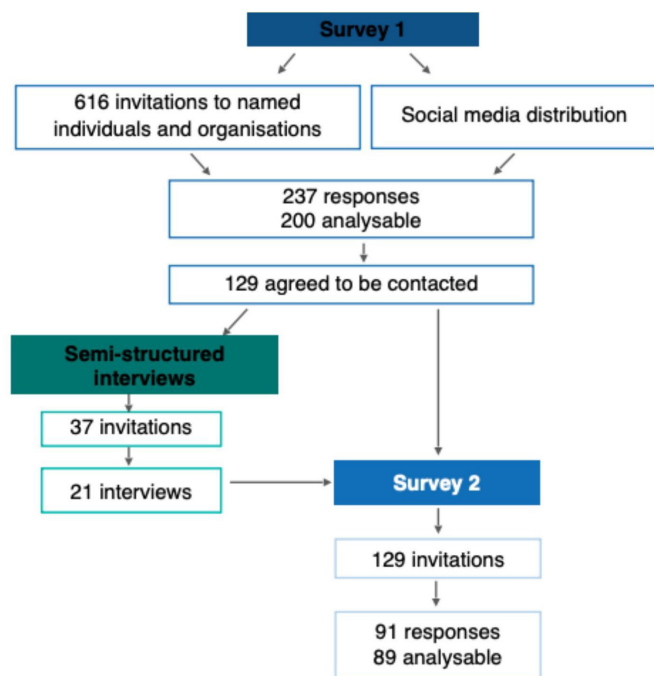 Survey 1
616 invitations to named
individuals and organisations
Social media distribution
237 responses
200 analysable
129 agreed to be contacted
Semi-structured
interviews
37 invitations
21 interviews
Survey 2
129 invitations
91 responses
89 analysable